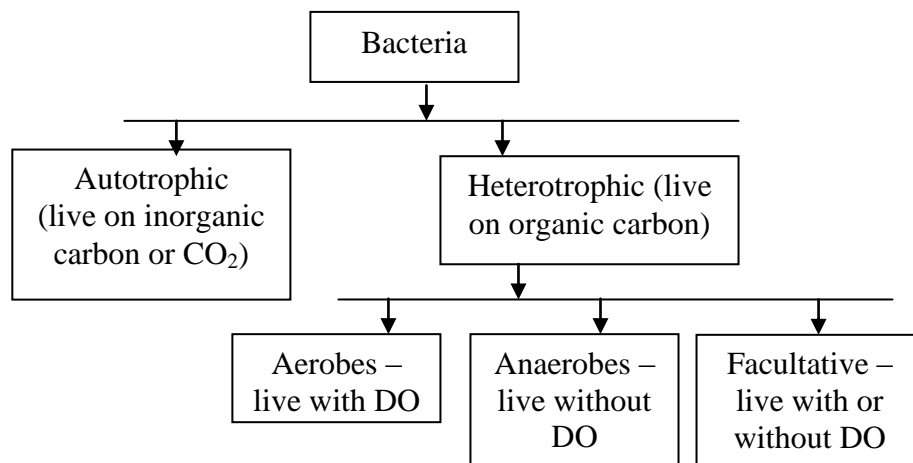 Bacteria
Autotrophic
(live on inorganic
carbon or CO₂)
Heterotrophic (live
on organic carbon)
Aerobes –
live with DO
Anaerobes –
live without
DO
Facultative –
live with or
without DO